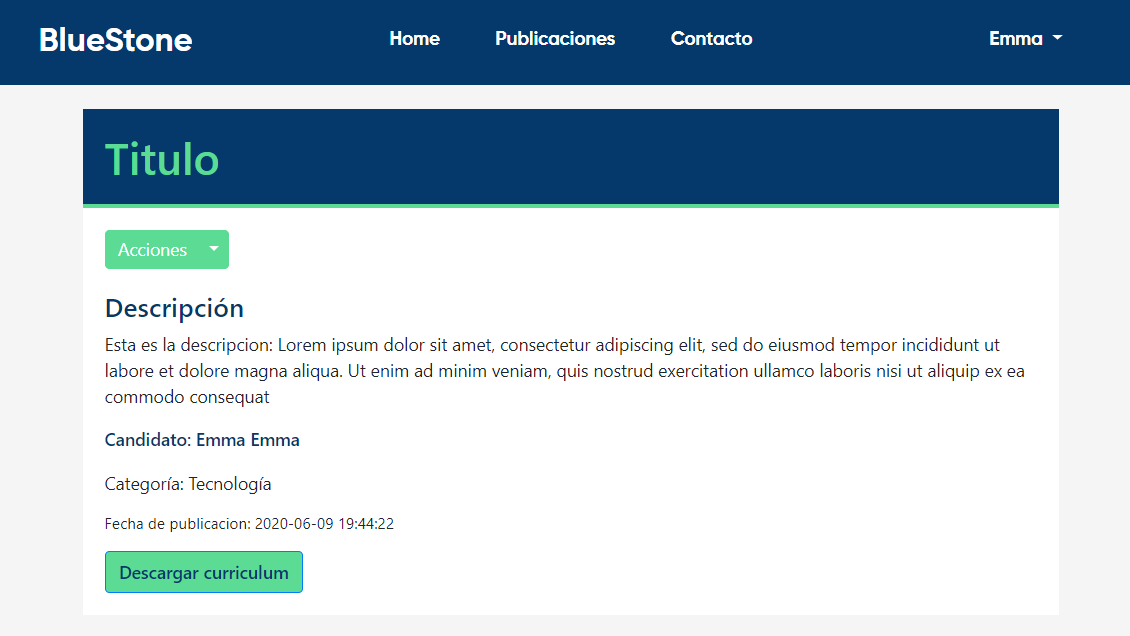 BlueStone Home Publicaciones Contacto Emma
Titulo
Acciones
Descripción
Esta es la descripcion: Lorem ipsum dolor sit amet, consectetur adipiscing elit, sed do eiusmod tempor incididunt ut
labore et dolore magna aliqua. Ut enim ad minim veniam, quis nostrud exercitation ullamco laboris nisi ut aliquip ex ea
commodo consequat
Candidato: Emma Emma
Categoría: Tecnología
Fecha de publicacion: 2020-06-09 19:44:22
Descargar curriculum